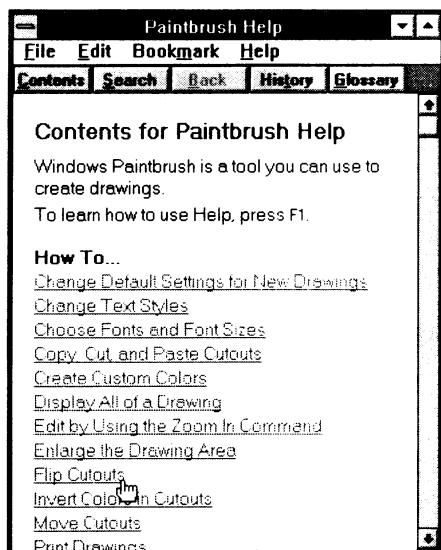 Paintbrush Help
File Edit Bookmark Help
Contents Search Back History Glossary
Contents for Paintbrush Help
Windows Paintbrush is a tool you can use to
create drawings.
To learn how to use Help, press F1.
How To...
Change Default Settings for New Drawings
Change Text Styles
Choose Fonts and Font Sizes
Copy, Cut, and Paste Cutouts
Create Custom Colors
Display All of a Drawing
Edit by Using the Zoom In Command
Enlarge the Drawing Area
Flip Cutouts
Invert Colors in Cutouts
Move Cutouts
Print Drawings